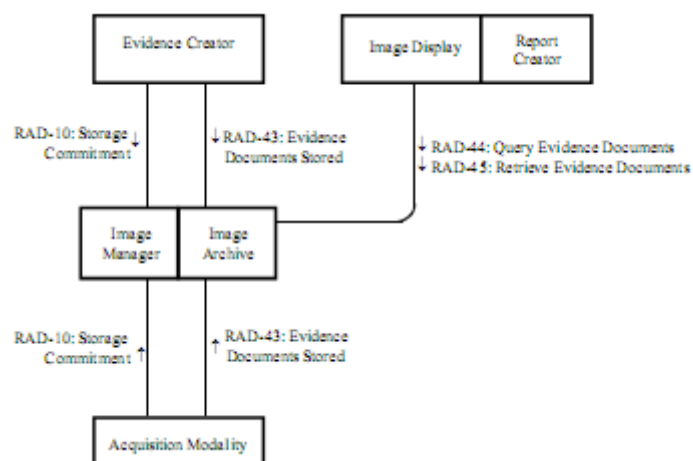 Evidence Creator
Image Display
Report
Creator
RAD-10: Storage
Commitment
RAD-43: Evidence
Documents Stored
RAD-44: Query Evidence Documents
RAD-45: Retrieve Evidence Documents
Image
Manager
Image
Archive
RAD-10: Storage
Commitment
RAD-43: Evidence
Documents Stored
Acquisition Modality